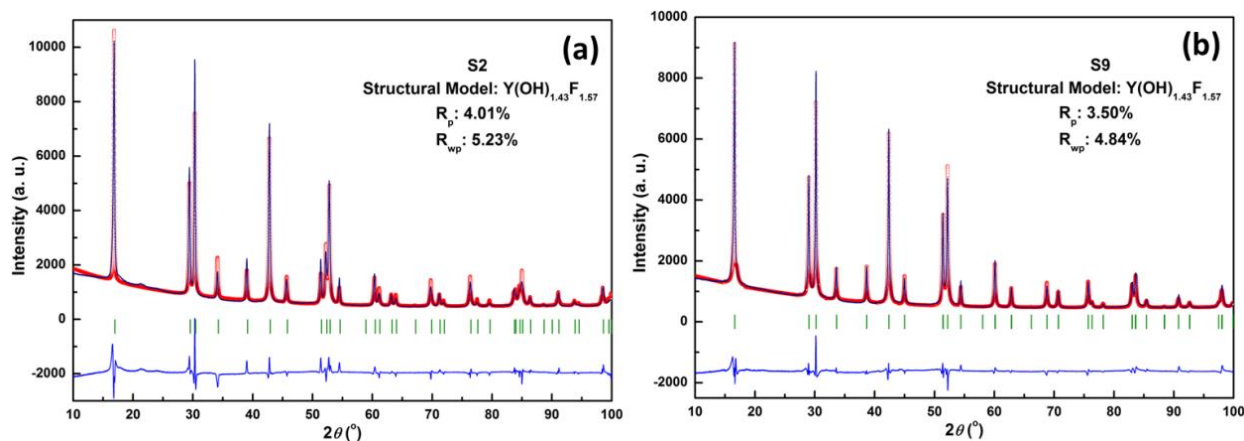 (a)
S2
Structural Model: Y(OH)1.43F1.57
Rp: 4.01%
Rwp: 5.23%
Intensity (a. u.)
10000
8000
6000
4000
2000
0
-2000
10 20 30 40 50 60 70 80 90 100
2θ (°)
(b)
S9
Structural Model: Y(OH)1.43F1.57
Rp: 3.50%
Rwp: 4.84%
Intensity (a. u.)
10000
8000
6000
4000
2000
0
-2000
10 20 30 40 50 60 70 80 90 100
2θ (°)